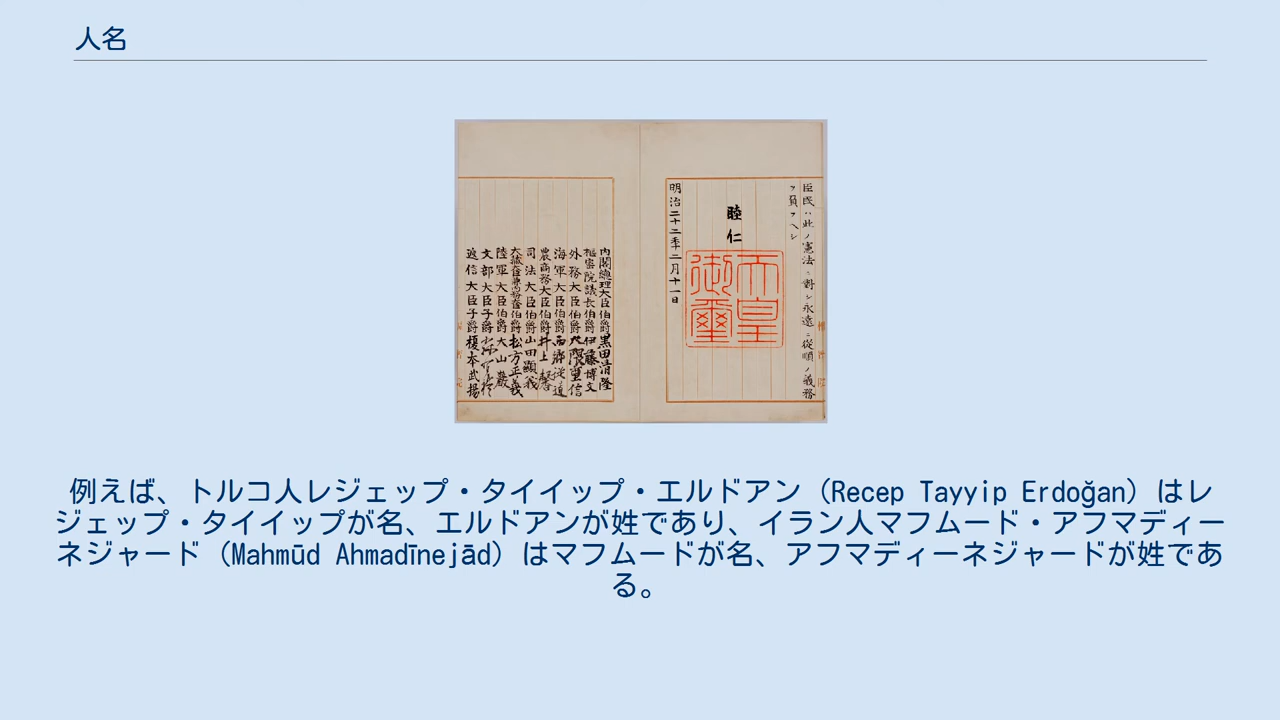 人名
臣民ハ此ノ憲法ニ對シ永遠ニ從順ノ義務
ヲ負フヘシ
睦仁
天皇
御璽
明治二十二年二月十一日
内閣總理大臣伯爵黒田清隆
樞密院議長伯爵伊藤博文
外務大臣伯爵大隈重信
海軍大臣伯爵西郷從道
農商務大臣伯爵井上馨
司法大臣伯爵山田顯義
大藏大臣兼内務大臣伯爵松方正義
陸軍大臣伯爵大山巖
文部大臣子爵森有禮
遞信大臣子爵榎本武揚
例えば、トルコ人レジェップ・タイイップ・エルドアン（Recep Tayyip Erdoğan）はレ
ジェップ・タイイップが名、エルドアンが姓であり、イラン人マフムード・アフマディー
ネジャード（Mahmūd Ahmadīnejād）はマフムードが名、アフマディーネジャードが姓であ
る。